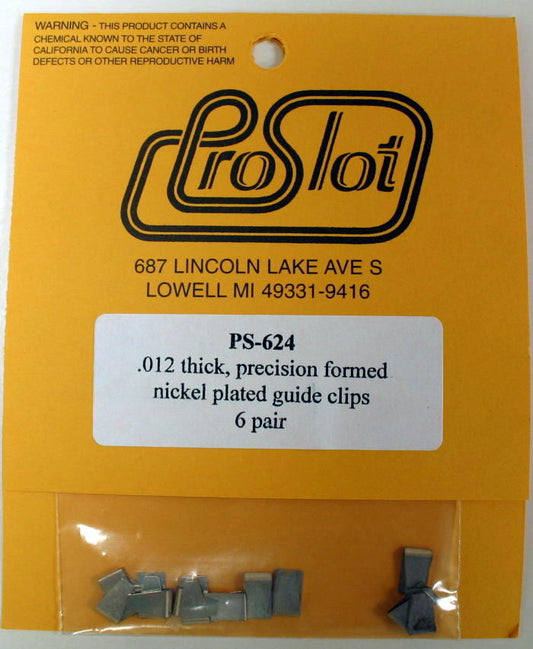 WARNING - THIS PRODUCT CONTAINS A
CHEMICAL KNOWN TO THE STATE OF
CALIFORNIA TO CAUSE CANCER OR BIRTH
DEFECTS OR OTHER REPRODUCTIVE HARM
ProSlot
687 LINCOLN LAKE AVE S
LOWELL MI 49331-9416
PS-624
.012 thick, precision formed
nickel plated guide clips
6 pair